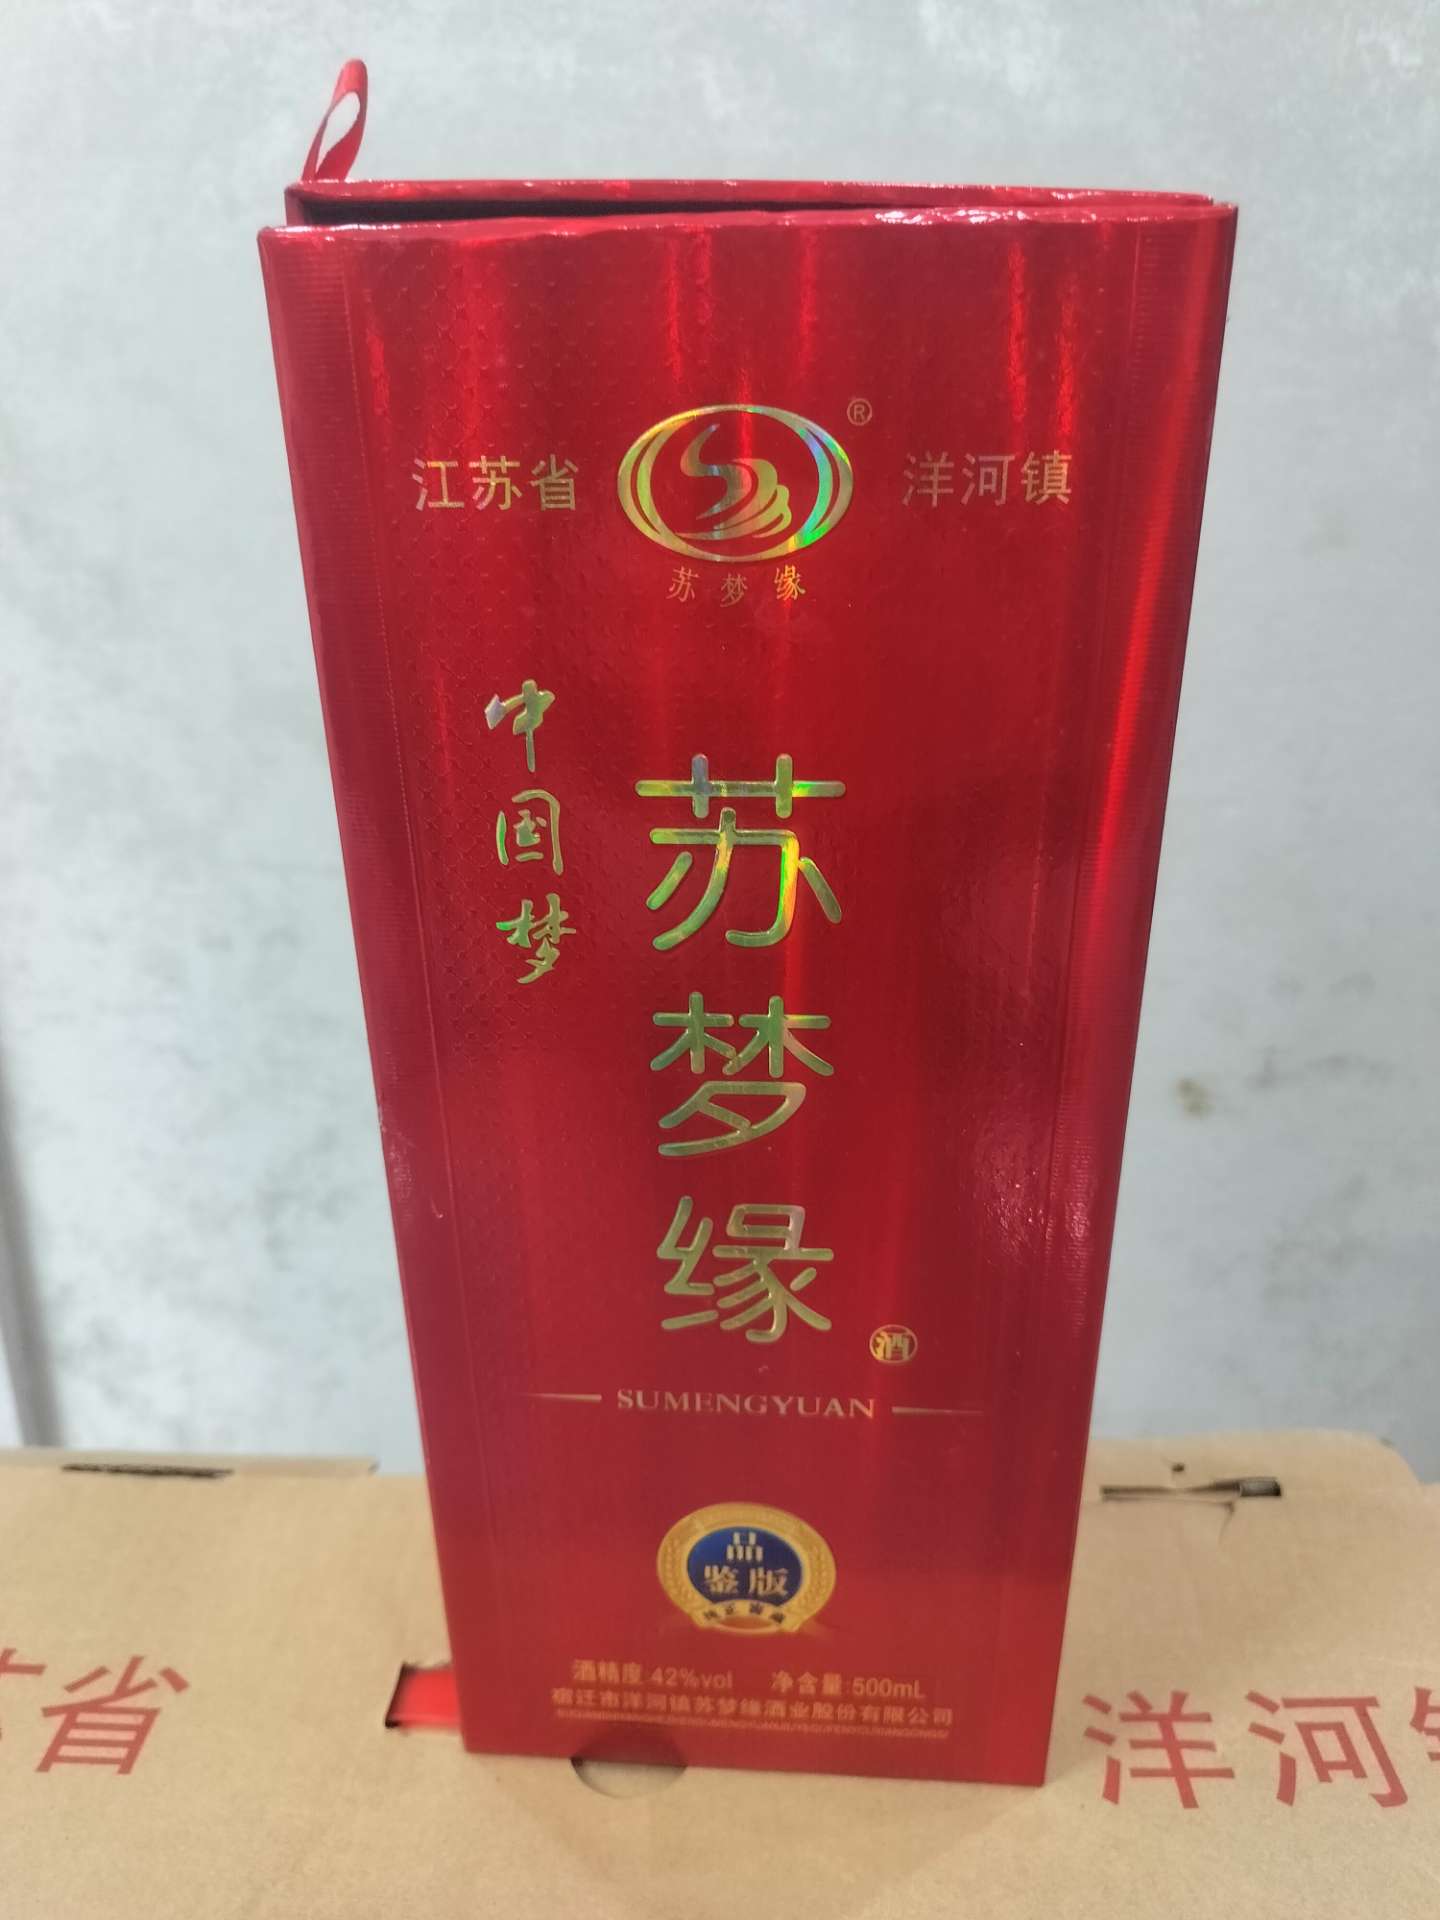 江苏省
®
洋河镇
苏梦缘
中国梦
苏梦缘
酒
SUMENGYUAN
品
鉴版
酒精度:42%vol 净含量:500mL
宿迁市洋河镇苏梦缘酒业股份有限公司
省
洋河